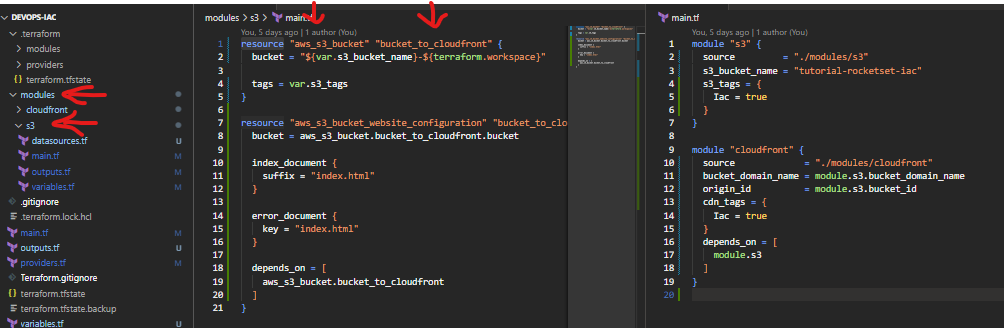 DEVOPS-IAC
.terraform
modules
providers
terraform.tfstate
modules
cloudfront
s3
datasources.tf U
main.tf M
outputs.tf M
variables.tf M
.gitignore
.terraform.lock.hcl
main.tf M
outputs.tf U
providers.tf M
Terraform.gitignore
terraform.tfstate
terraform.tfstate.backup
variables.tf U
modules > s3 > main.tf
You, 5 days ago | 1 author (You)
1 resource "aws_s3_bucket" "bucket_to_cloudfront" {
2 bucket = "${var.s3_bucket_name}-${terraform.workspace}"
3
4 tags = var.s3_tags
5 }
6
7 resource "aws_s3_bucket_website_configuration" "bucket_to_clo
8 bucket = aws_s3_bucket.bucket_to_cloudfront.bucket
9
10 index_document {
11 suffix = "index.html"
12 }
13
14 error_document {
15 key = "index.html"
16 }
17
18 depends_on = [
19 aws_s3_bucket.bucket_to_cloudfront
20 ]
21 }
main.tf
You, 5 days ago | 1 author (You)
1 module "s3" {
2 source = "./modules/s3"
3 s3_bucket_name = "tutorial-rocketset-iac"
4 s3_tags = {
5 Iac = true
6 }
7 }
8
9 module "cloudfront" {
10 source = "./modules/cloudfront"
11 bucket_domain_name = module.s3.bucket_domain_name
12 origin_id = module.s3.bucket_id
13 cdn_tags = {
14 Iac = true
15 }
16 depends_on = [
17 module.s3
18 ]
19 }
20